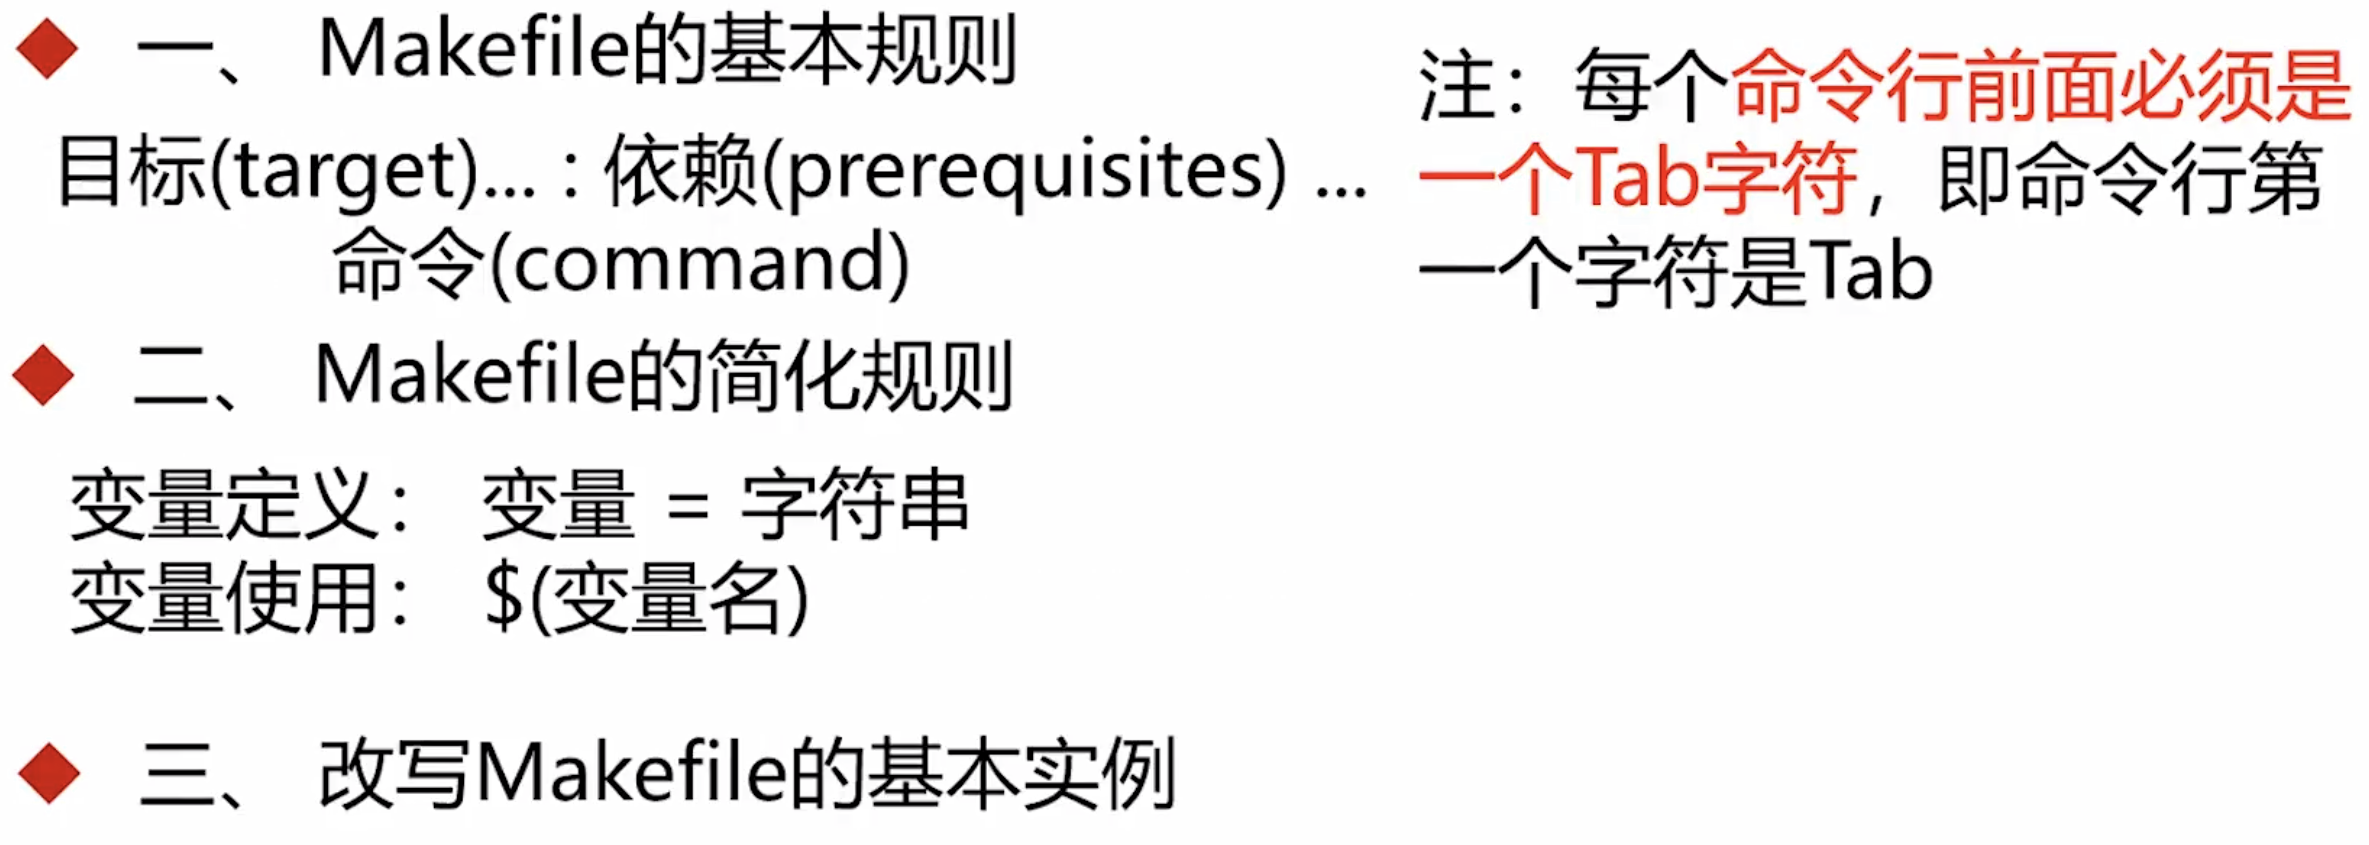 一、 Makefile的基本规则
目标(target)... : 依赖(prerequisites) ...
命令(command)
注：每个命令行前面必须是
一个Tab字符，即命令行第
一个字符是Tab
二、 Makefile的简化规则
变量定义： 变量 = 字符串
变量使用： $(变量名)
三、 改写Makefile的基本实例